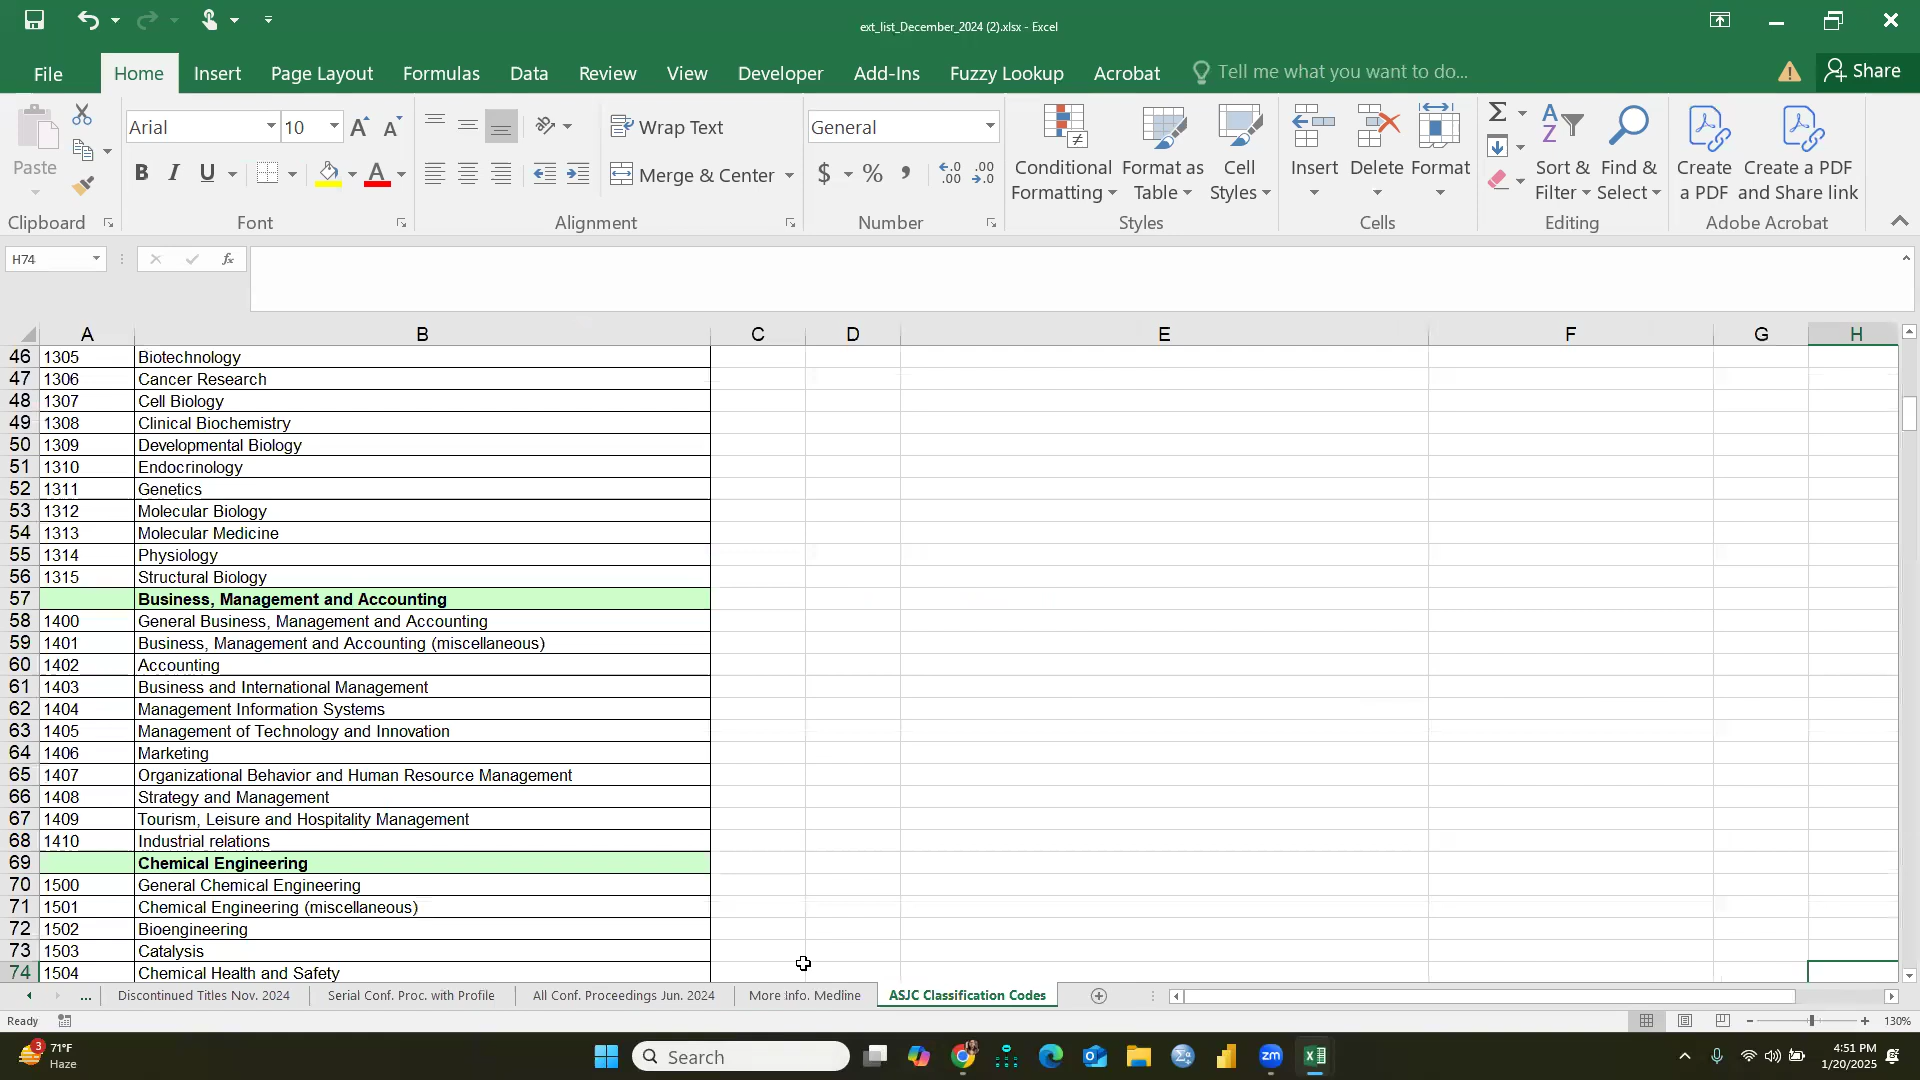 ext_list_December_2024 (2).xlsx - Excel
File Home Insert Page Layout Formulas Data Review View Developer Add-Ins Fuzzy Lookup Acrobat Tell me what you want to do... Share
Paste
Clipboard
Arial 10
B I U A
Font
Wrap Text
Merge & Center
Alignment
General
$ % , .0 .00 .00 .0
Number
Conditional Formatting
Format as Table
Cell Styles
Styles
Insert Delete Format
Cells
Sort & Filter
Find & Select
Editing
Create a PDF
Create a PDF and Share link
Adobe Acrobat
H74 fx
A B C D E F G H
46 1305 Biotechnology
47 1306 Cancer Research
48 1307 Cell Biology
49 1308 Clinical Biochemistry
50 1309 Developmental Biology
51 1310 Endocrinology
52 1311 Genetics
53 1312 Molecular Biology
54 1313 Molecular Medicine
55 1314 Physiology
56 1315 Structural Biology
57 Business, Management and Accounting
58 1400 General Business, Management and Accounting
59 1401 Business, Management and Accounting (miscellaneous)
60 1402 Accounting
61 1403 Business and International Management
62 1404 Management Information Systems
63 1405 Management of Technology and Innovation
64 1406 Marketing
65 1407 Organizational Behavior and Human Resource Management
66 1408 Strategy and Management
67 1409 Tourism, Leisure and Hospitality Management
68 1410 Industrial relations
69 Chemical Engineering
70 1500 General Chemical Engineering
71 1501 Chemical Engineering (miscellaneous)
72 1502 Bioengineering
73 1503 Catalysis
74 1504 Chemical Health and Safety
... Discontinued Titles Nov. 2024 Serial Conf. Proc. with Profile All Conf. Proceedings Jun. 2024 More Info. Medline ASJC Classification Codes
Ready 130%
3 71°F
Haze
Search
zm
4:51 PM
1/20/2025